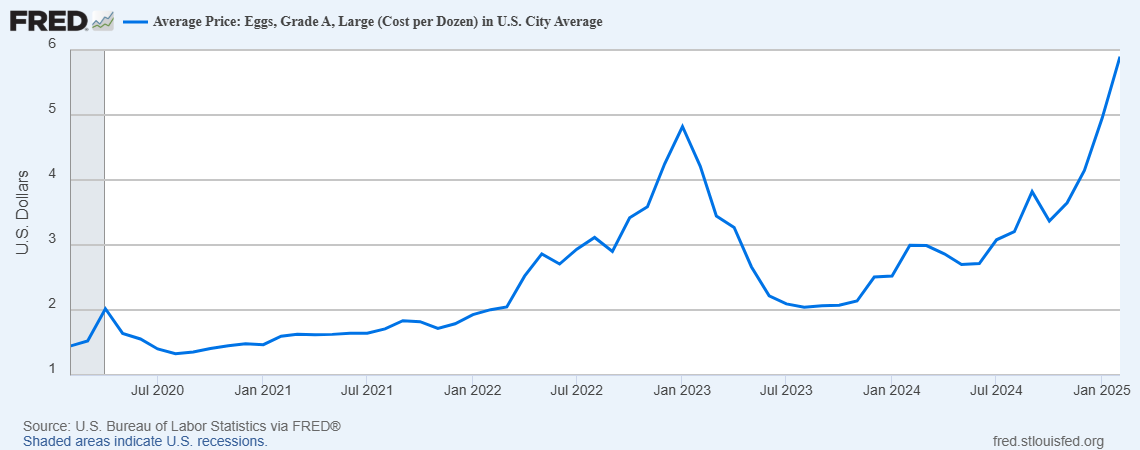 FRED Average Price: Eggs, Grade A, Large (Cost per Dozen) in U.S. City Average
6
5
4
3
2
1
U.S. Dollars
Jul 2020 Jan 2021 Jul 2021 Jan 2022 Jul 2022 Jan 2023 Jul 2023 Jan 2024 Jul 2024 Jan 2025
Source: U.S. Bureau of Labor Statistics via FRED®
Shaded areas indicate U.S. recessions.
fred.stlouisfed.org